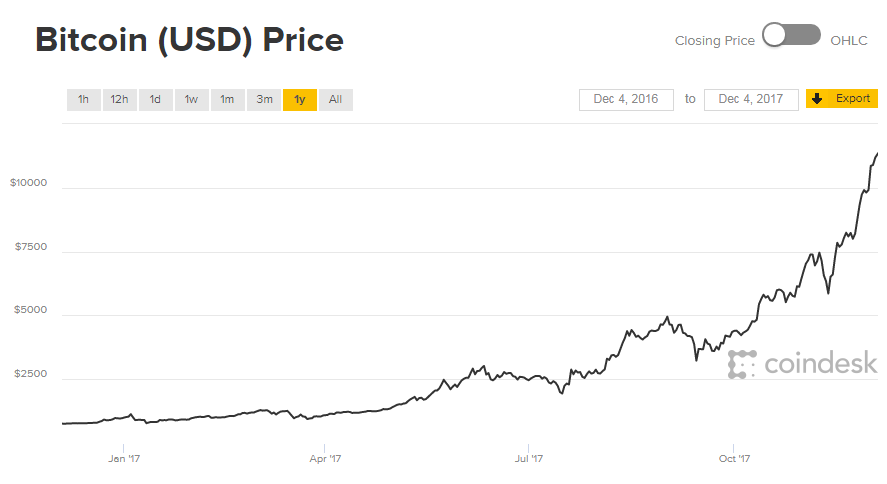 Bitcoin (USD) Price
Closing Price OHLC
1h 12h 1d 1w 1m 3m 1y All
Dec 4, 2016 to Dec 4, 2017 Export
$10000
$7500
$5000
coindesk
$2500
Jan '17 Apr '17 Jul '17 Oct '17